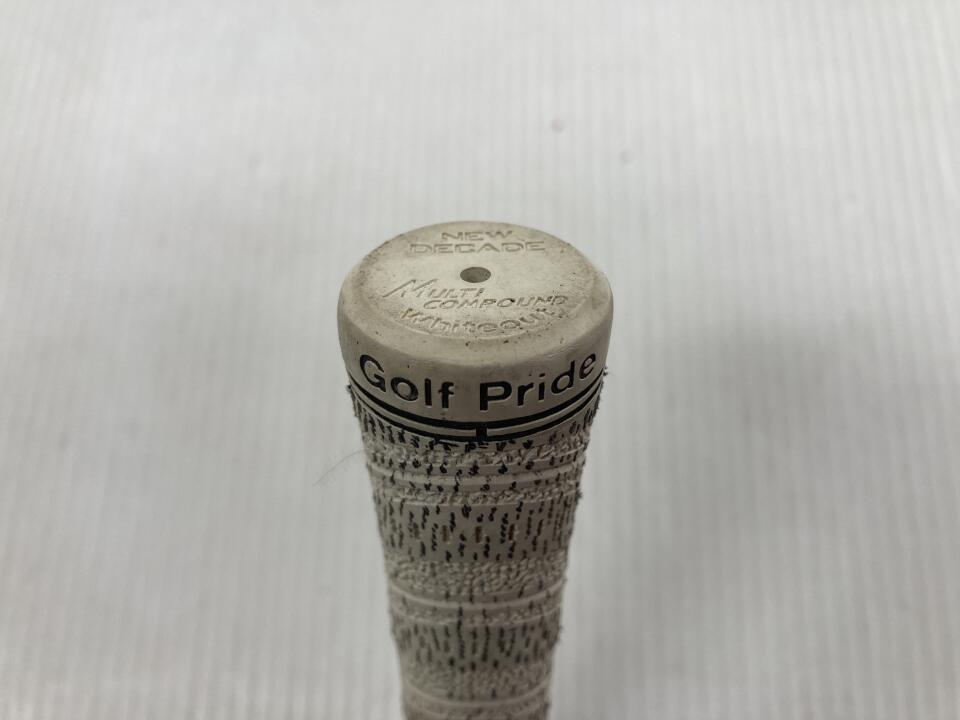 NEW
DECADE
MULTI
COMPOUND
Whiteout
Golf Pride